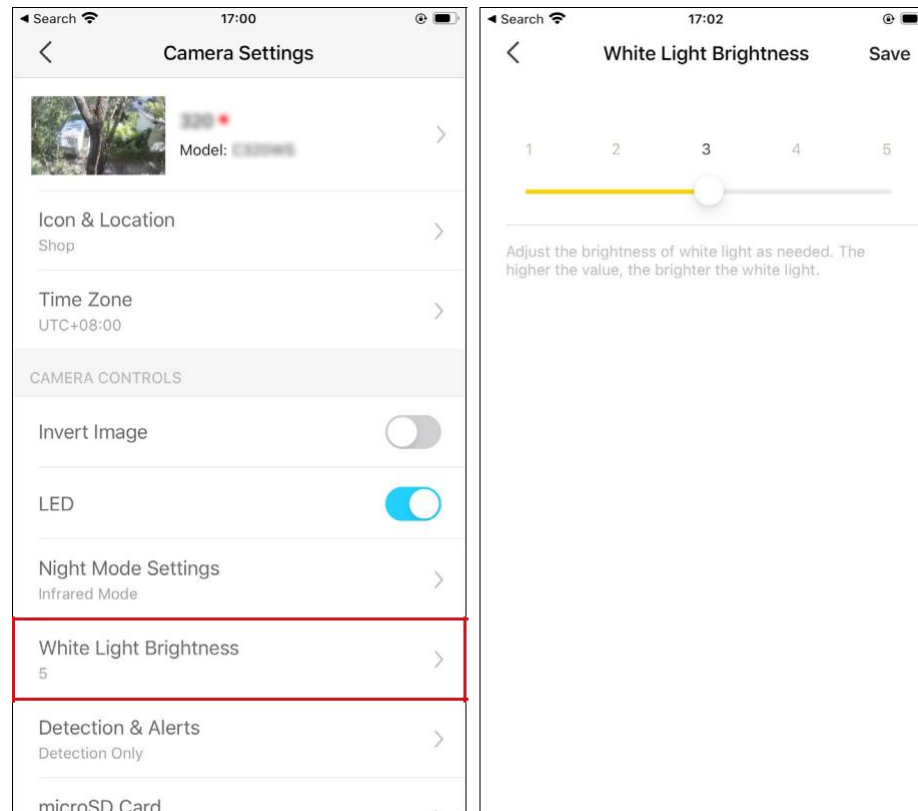 ◀ Search
17:00
Camera Settings
320
Model: C320WS
Icon & Location
Shop
Time Zone
UTC+08:00
CAMERA CONTROLS
Invert Image
LED
Night Mode Settings
Infrared Mode
White Light Brightness
5
Detection & Alerts
Detection Only
microSD Card
◀ Search
17:02
White Light Brightness
Save
1 2 3 4 5
Adjust the brightness of white light as needed. The
higher the value, the brighter the white light.